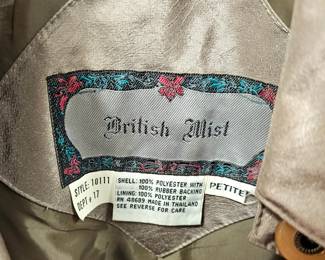 British Mist
STYLE: 10111
DEPT # 17
SHELL: 100% POLYESTER WITH
100% RUBBER BACKING
LINING: 100% POLYESTER
RN 48689 MADE IN THAILAND
SEE REVERSE FOR CARE
PETITE